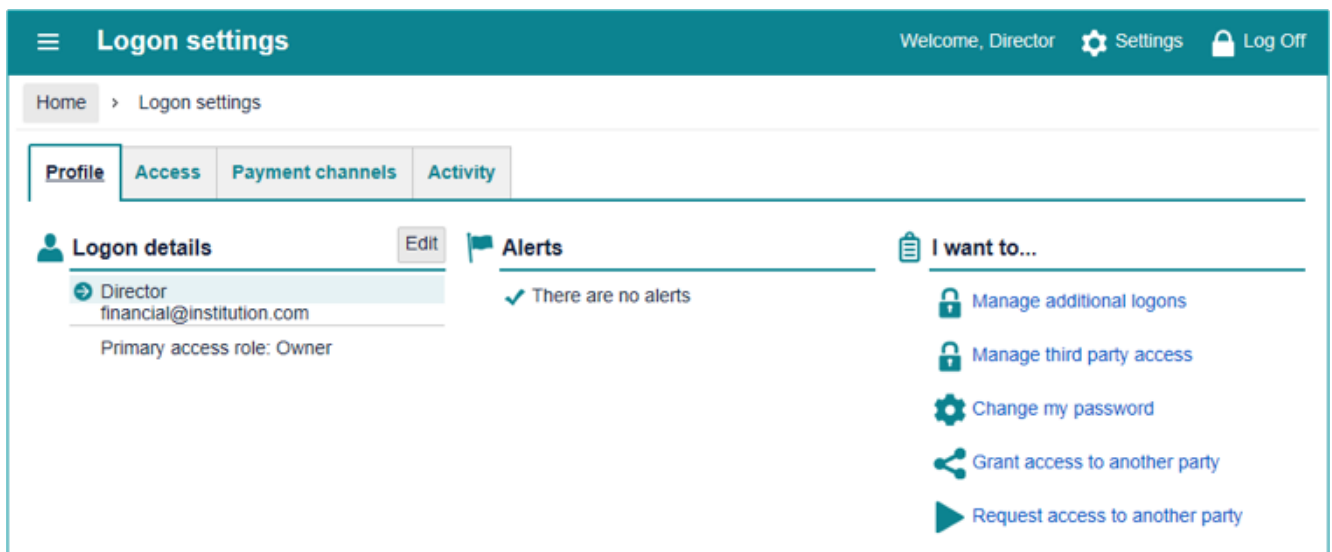 Logon settings
Welcome, Director
Settings
Log Off
Home › Logon settings
Profile
Access
Payment channels
Activity
Logon details
Edit
Director
financial@institution.com
Primary access role: Owner
Alerts
There are no alerts
I want to...
Manage additional logons
Manage third party access
Change my password
Grant access to another party
Request access to another party